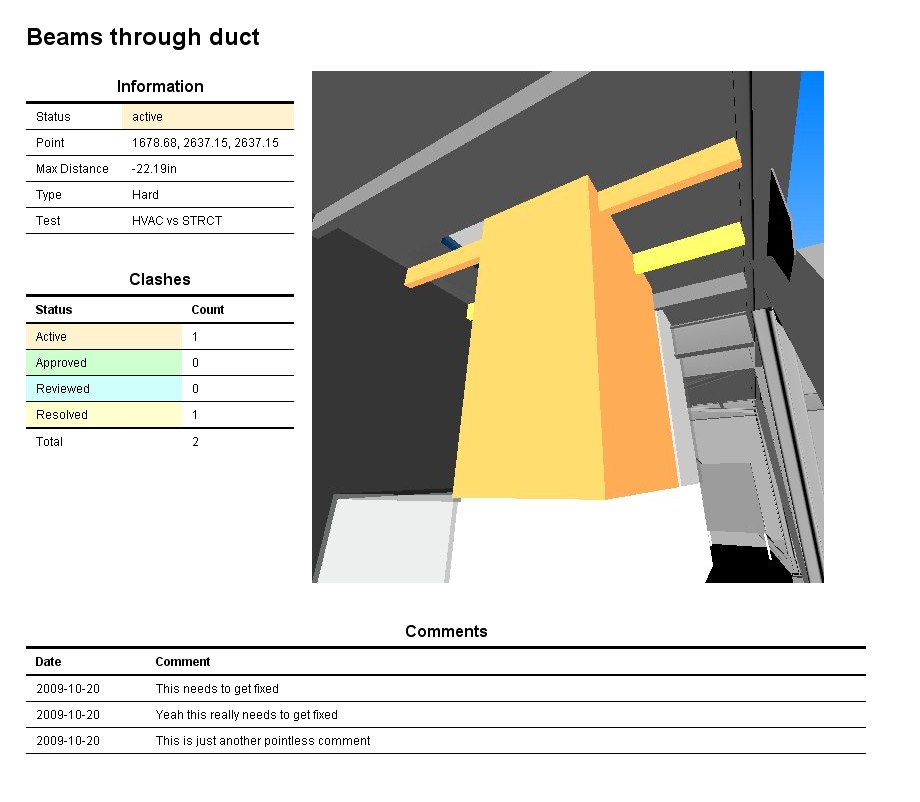 Beams through duct
Information
Status active
Point 1678.68, 2637.15, 2637.15
Max Distance -22.19in
Type Hard
Test HVAC vs STRCT
Clashes
Status Count
Active 1
Approved 0
Reviewed 0
Resolved 1
Total 2
Comments
Date Comment
2009-10-20 This needs to get fixed
2009-10-20 Yeah this really needs to get fixed
2009-10-20 This is just another pointless comment